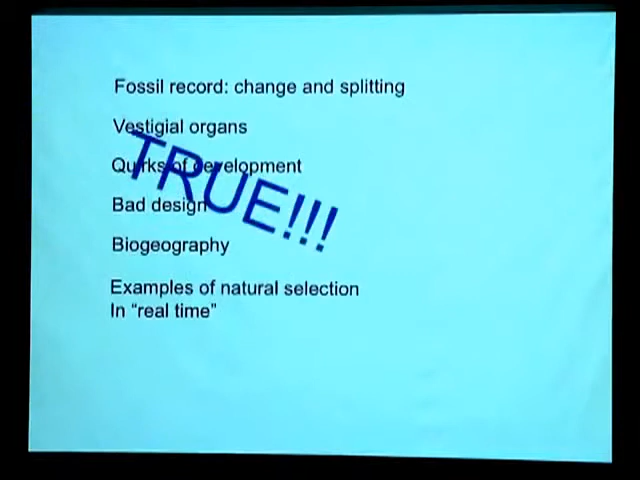 Fossil record: change and splitting
Vestigial organs
Quirks of development
TRUE!!!
Bad design
Biogeography
Examples of natural selection
In “real time”